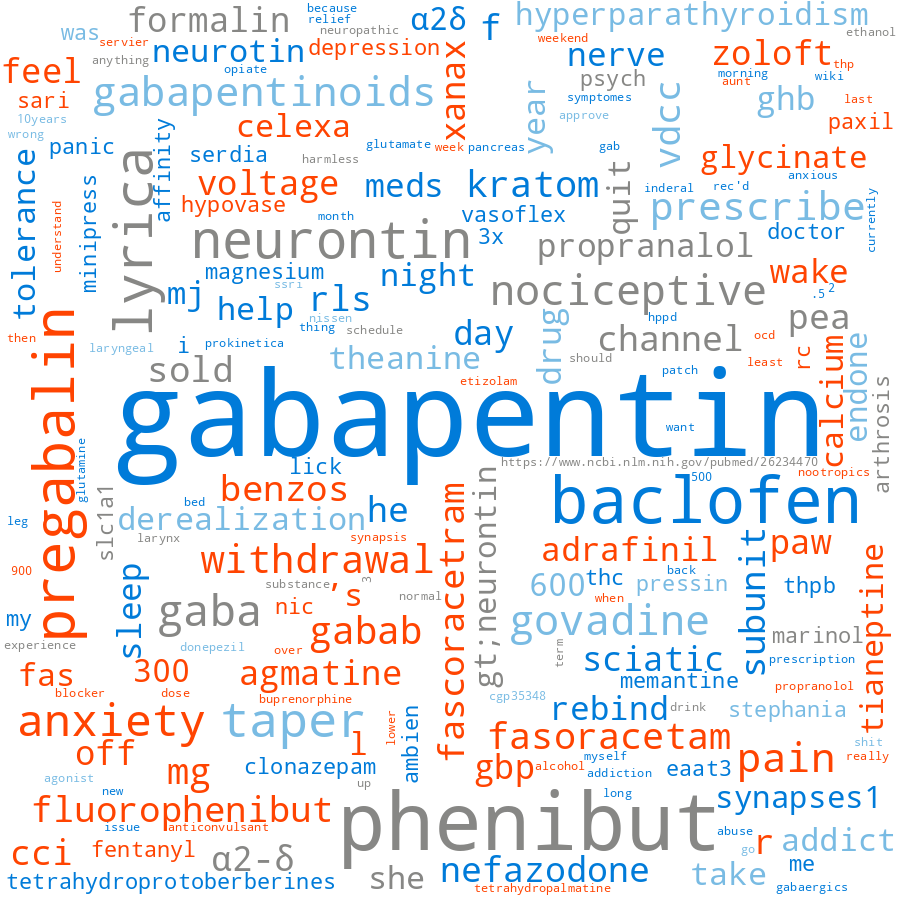 because
relief
formalin
α2δ
f
hyperparathyroidism
was
servier
neurotin
depression
neuropathic
weekend
nerve
zoloft
ethanol
anything
feel
opiate
xanax
psych
morning
thp
wiki
aunt
sari
gabapentinoids
year
symptomes
vdcc
ghb
last
10years
celexa
approve
paxil
wrong
panic
affinity
serdia
harmless
glutamate
week
pancreas
gab
glycinate
tolerance
lyrica
voltage
meds
kratom
quit
inderal
rec'd
anxious
minipress
hypovase
month
vasoflex
prescribe
currently
understand
neurontin
3x
propranalol
doctor
magnesium
ssri
night
nociceptive
wake
mj
help
rls
.5
2
nissen
then
i
prokinetica
thing
schedule
day
drug
hppd
channel
pea
laryngeal
pregabalin
sold
theanine
should
ocd
least
rc
calcium
endone
etizolam
patch
arthrosis
gabapentin
want
https://www.ncbi.nlm.nih.gov/pubmed/26234470
nootropics
glutamine
lick
500
slc1a1
bed
benzos
he
baclofen
leg
derealization
gt;neurontin
larynx
synapsis
fascoracetram
adrafinil
paw
900
withdrawal
back
sleep
substance
's
3
normal
600
thc
when
pressin
subunit
thpb
tianeptine
my
gaba
nic
gabab
govadine
marinol
experience
donepezil
over
term
sciatic
prescription
fas
300
agmatine
memantine
propranolol
blocker
dose
buprenorphine
cgp35348
rebind
drink
stephania
anxiety
taper
l
lower
ambien
fasoracetam
shit
off
mg
clonazepam
gbp
alcohol
myself
addiction
eaat3
pain
really
agonist
up
new
long
synapses1
fluorophenibut
phenibut
issue
anticonvulsant
abuse
go
r
addict
cci
fentanyl
α2-δ
she
nefazodone
take
me
tetrahydroprotoberberines
tetrahydropalmatine
gabaergics